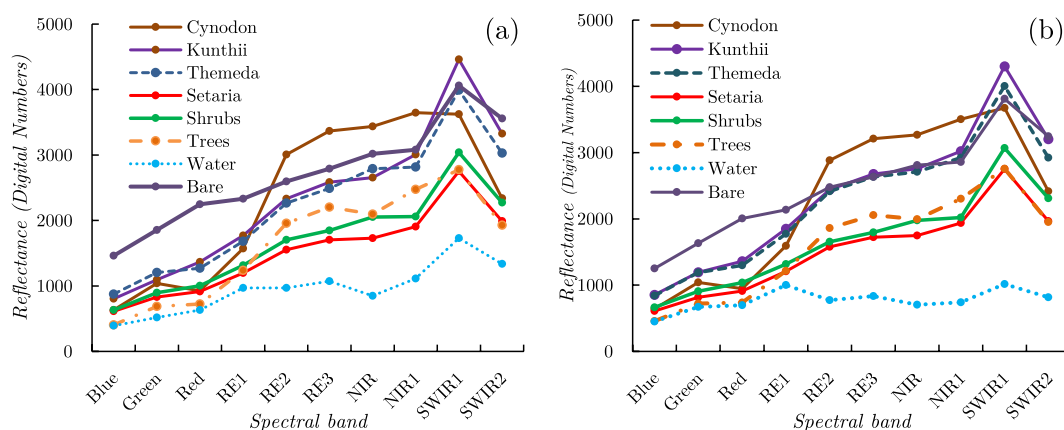 (a)
Reflectance (Digital Numbers)
5000
4000
3000
2000
1000
0
Cynodon
Kunthii
Themeda
Setaria
Shrubs
Trees
Water
Bare
Blue
Green
Red
RE1
RE2
RE3
NIR
NIR1
SWIR1
SWIR2
Spectral band
(b)
Reflectance (Digital Numbers)
5000
4000
3000
2000
1000
0
Cynodon
Kunthii
Themeda
Setaria
Shrubs
Trees
Water
Bare
Blue
Green
Red
RE1
RE2
RE3
NIR
NIR1
SWIR1
SWIR2
Spectral band